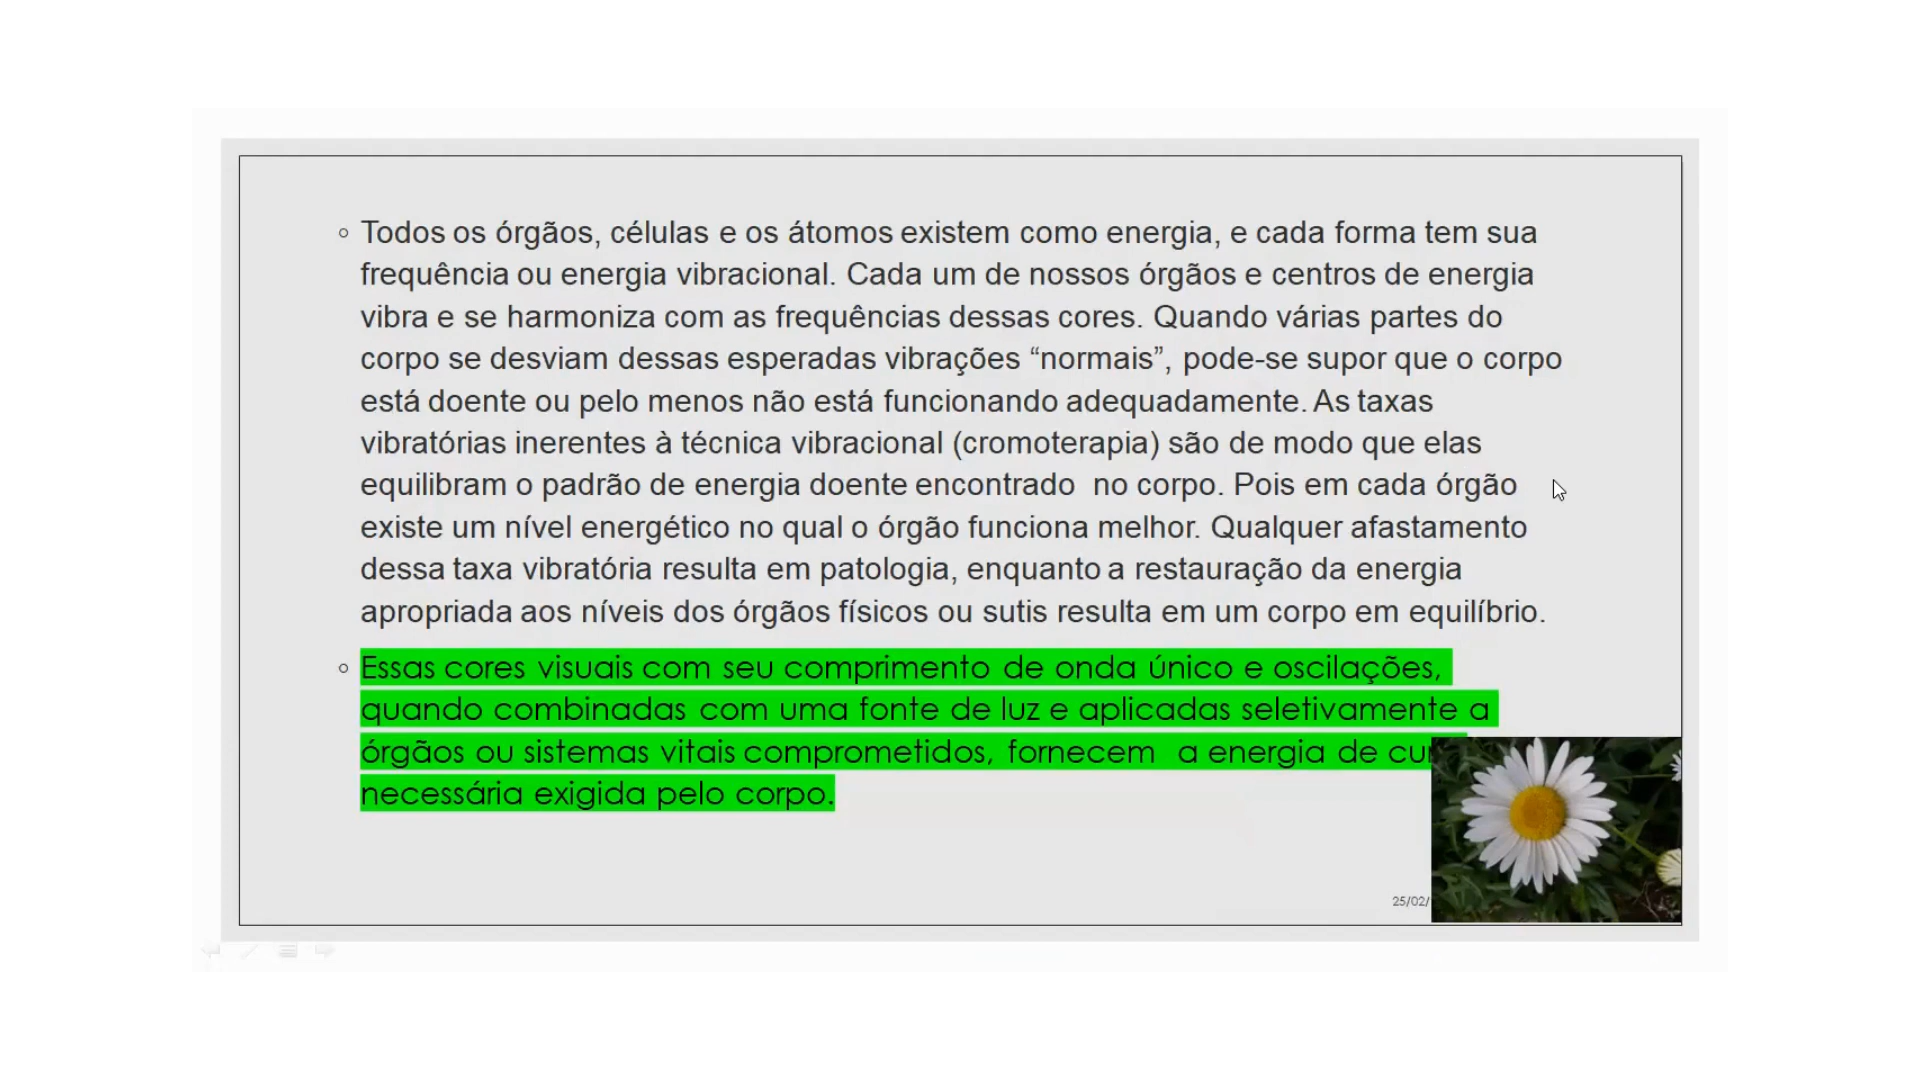 Todos os órgãos, células e os átomos existem como energia, e cada forma tem sua
frequência ou energia vibracional. Cada um de nossos órgãos e centros de energia
vibra e se harmoniza com as frequências dessas cores. Quando várias partes do
corpo se desviam dessas esperadas vibrações “normais”, pode-se supor que o corpo
está doente ou pelo menos não está funcionando adequadamente. As taxas
vibratórias inerentes à técnica vibracional (cromoterapia) são de modo que elas
equilibram o padrão de energia doente encontrado no corpo. Pois em cada órgão
existe um nível energético no qual o órgão funciona melhor. Qualquer afastamento
dessa taxa vibratória resulta em patologia, enquanto a restauração da energia
apropriada aos níveis dos órgãos físicos ou sutis resulta em um corpo em equilíbrio.
Essas cores visuais com seu comprimento de onda único e oscilações,
quando combinadas com uma fonte de luz e aplicadas seletivamente a
órgãos ou sistemas vitais comprometidos, fornecem a energia de
necessária exigida pelo corpo.
25/02/